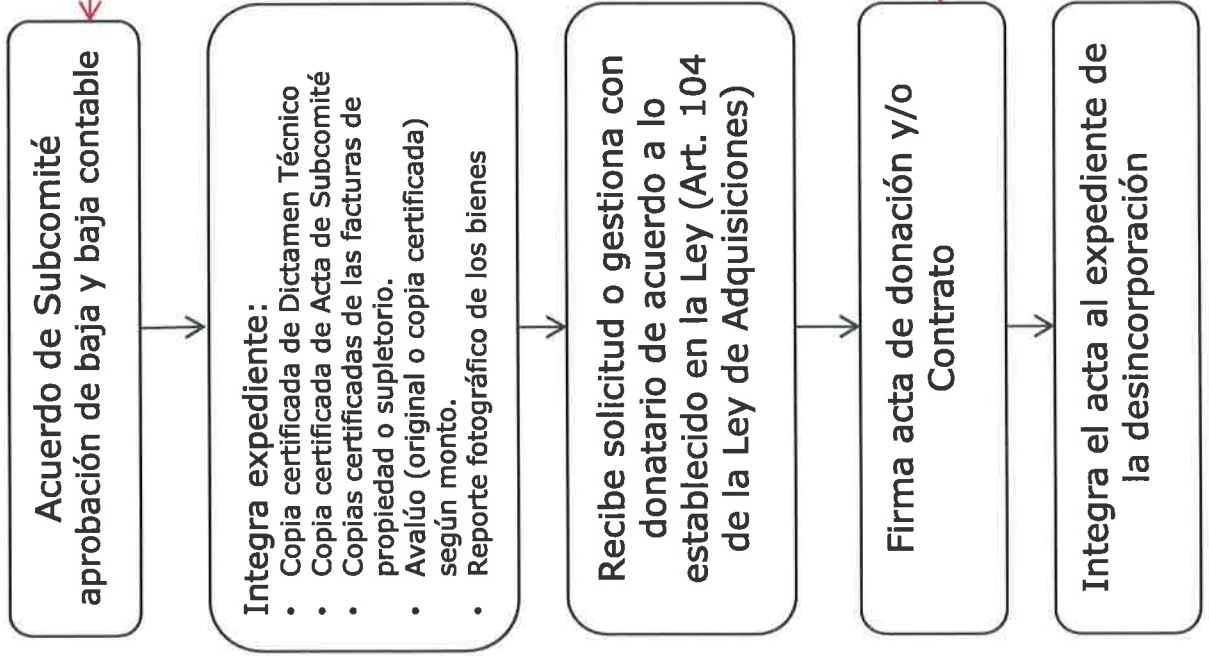 Acuerdo de Subcomité
aprobación de baja y baja contable
Integra expediente:
• Copia certificada de Dictamen Técnico
• Copia certificada de Acta de Subcomité
• Copias certificadas de las facturas de
propiedad o supletorio.
• Avalúo (original o copia certificada)
según monto.
• Reporte fotográfico de los bienes
Recibe solicitud o gestiona con
donatario de acuerdo a lo
establecido en la Ley (Art. 104
de la Ley de Adquisiciones)
Firma acta de donación y/o
Contrato
Integra el acta al expediente de
la desincorporación